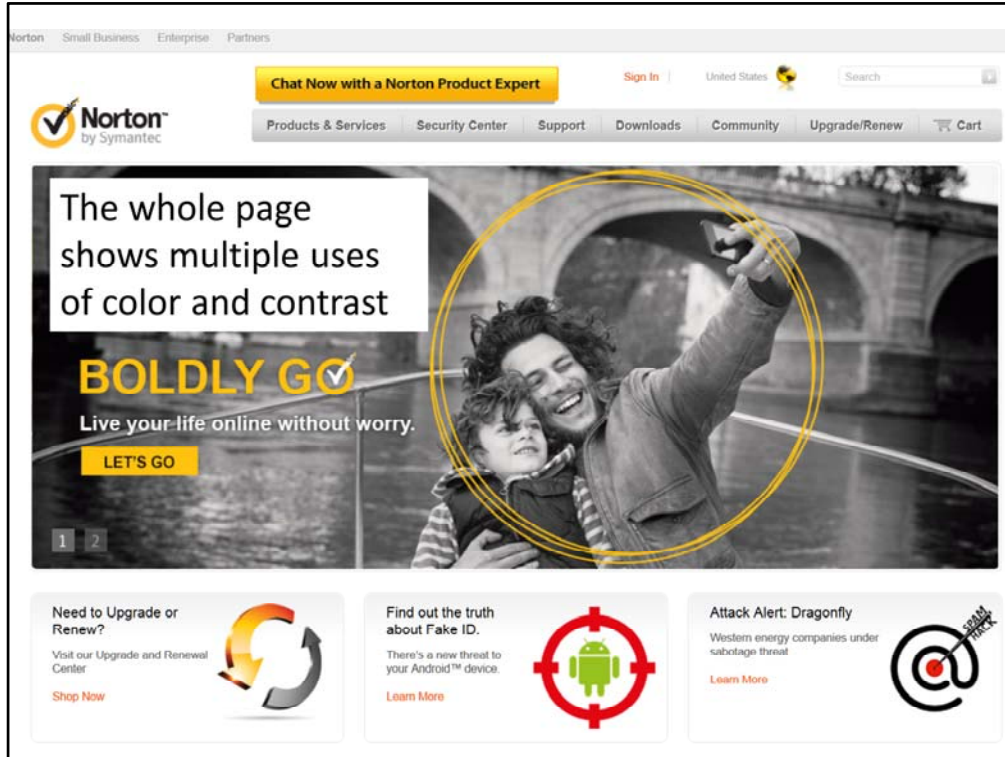 Norton Small Business Enterprise Partners
Chat Now with a Norton Product Expert
Sign In
United States
Search
Norton
by Symantec
Products & Services Security Center Support Downloads Community Upgrade/Renew Cart
The whole page
shows multiple uses
of color and contrast
BOLDLY GO
Live your life online without worry.
LET'S GO
1 2
Need to Upgrade or
Renew?
Visit our Upgrade and Renewal
Center
Shop Now
Find out the truth
about Fake ID.
There's a new threat to
your Android™ device.
Learn More
Attack Alert: Dragonfly
Western energy companies under
sabotage threat
Learn More
SPAM
HACK